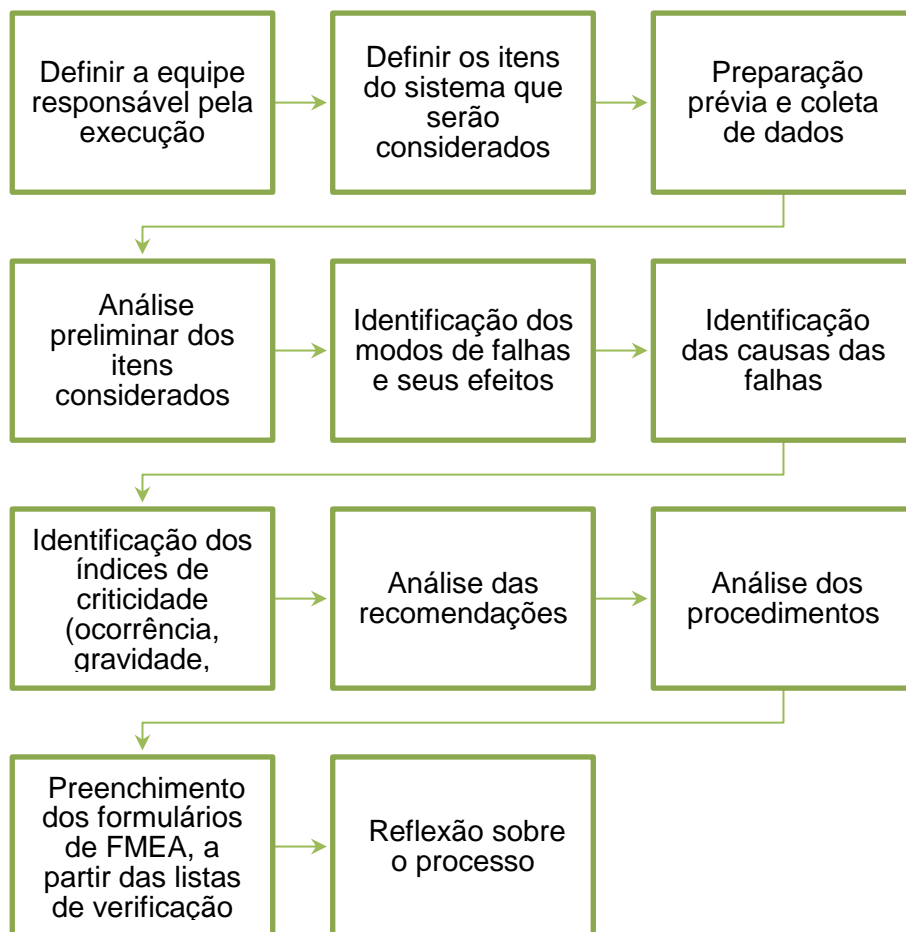 Definir a equipe
responsável pela
execução
Definir os itens
do sistema que
serão
considerados
Preparação
prévia e coleta
de dados
Análise
preliminar dos
itens
considerados
Identificação dos
modos de falhas
e seus efeitos
Identificação
das causas das
falhas
Identificação dos
índices de
criticidade
(ocorrência,
gravidade,
Análise das
recomendações
Análise dos
procedimentos
Preenchimento
dos formulários
de FMEA, a
partir das listas
de verificação
Reflexão sobre
o processo